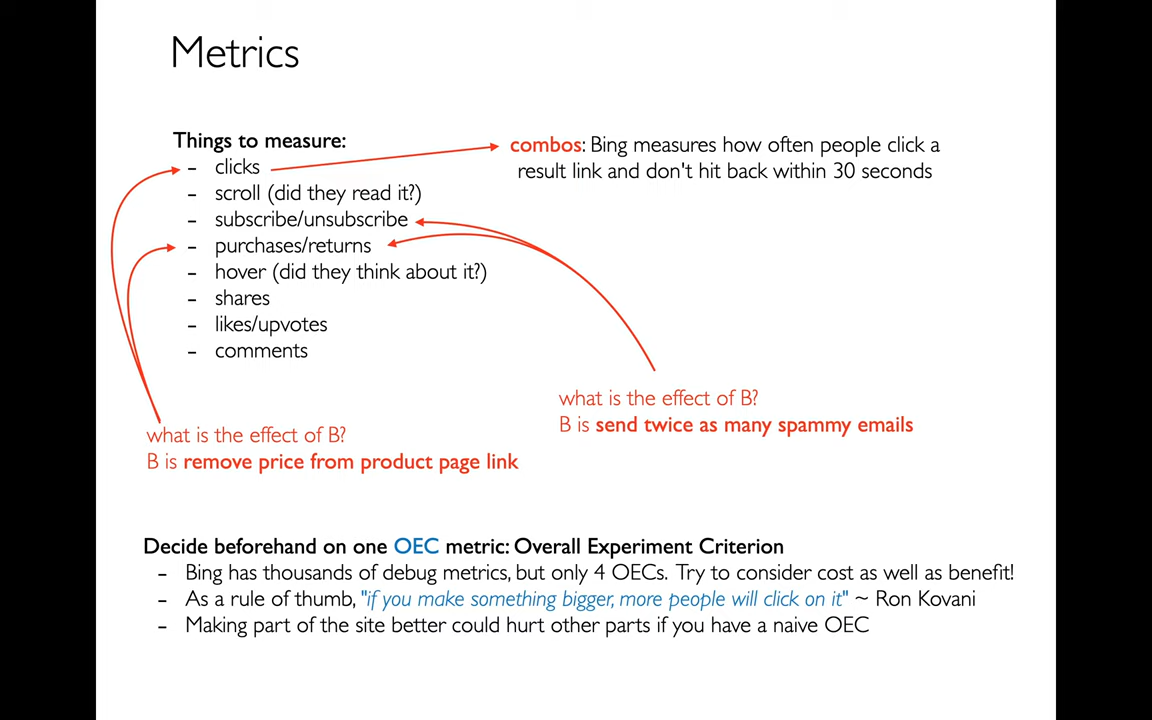 Metrics
Things to measure:
- clicks
- scroll (did they read it?)
- subscribe/unsubscribe
- purchases/returns
- hover (did they think about it?)
- shares
- likes/upvotes
- comments
combos: Bing measures how often people click a
result link and don't hit back within 30 seconds
what is the effect of B?
B is send twice as many spammy emails
what is the effect of B?
B is remove price from product page link
Decide beforehand on one OEC metric: Overall Experiment Criterion
- Bing has thousands of debug metrics, but only 4 OECs. Try to consider cost as well as benefit!
- As a rule of thumb, "if you make something bigger, more people will click on it" ~ Ron Kovani
- Making part of the site better could hurt other parts if you have a naive OEC